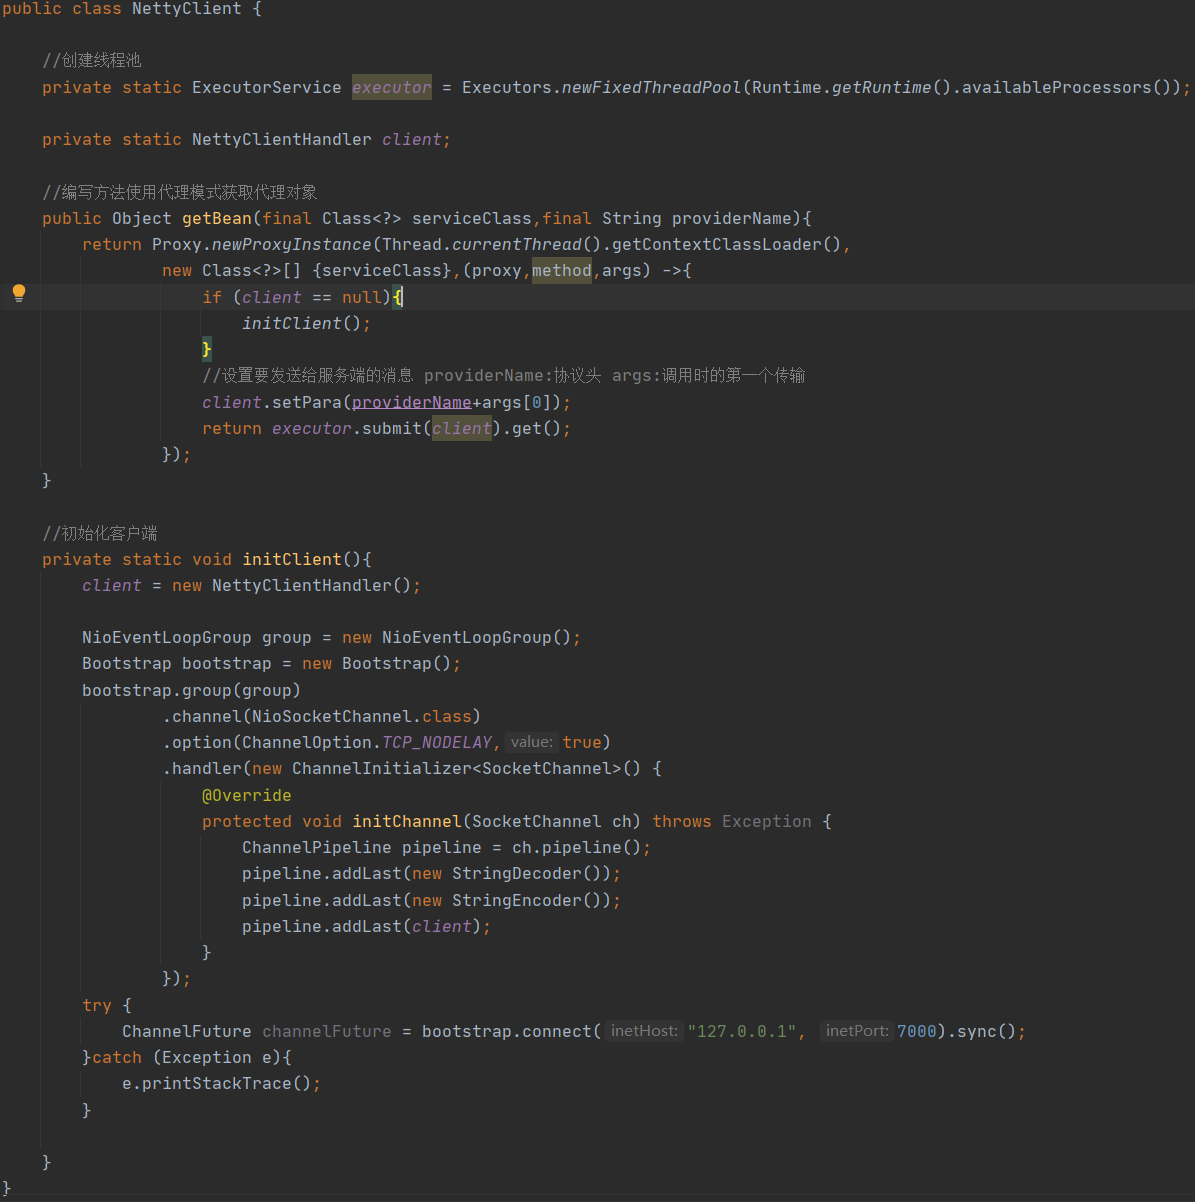 public class NettyClient {
//创建线程池
private static ExecutorService executor = Executors.newFixedThreadPool(Runtime.getRuntime().availableProcessors());
private static NettyClientHandler client;
//编写方法使用代理模式获取代理对象
public Object getBean(final Class<?> serviceClass,final String providerName){
return Proxy.newProxyInstance(Thread.currentThread().getContextClassLoader(),
new Class<?>[] {serviceClass},(proxy,method,args) ->{
if (client == null){
initClient();
}
//设置要发送给服务端的消息 providerName:协议头 args:调用时的第一个传输
client.setPara(providerName+args[0]);
return executor.submit(client).get();
});
}
//初始化客户端
private static void initClient(){
client = new NettyClientHandler();
NioEventLoopGroup group = new NioEventLoopGroup();
Bootstrap bootstrap = new Bootstrap();
bootstrap.group(group)
.channel(NioSocketChannel.class)
.option(ChannelOption.TCP_NODELAY, value: true)
.handler(new ChannelInitializer<SocketChannel>() {
@Override
protected void initChannel(SocketChannel ch) throws Exception {
ChannelPipeline pipeline = ch.pipeline();
pipeline.addLast(new StringDecoder());
pipeline.addLast(new StringEncoder());
pipeline.addLast(client);
}
});
try {
ChannelFuture channelFuture = bootstrap.connect( inetHost: "127.0.0.1", inetPort: 7000).sync();
}catch (Exception e){
e.printStackTrace();
}
}
}